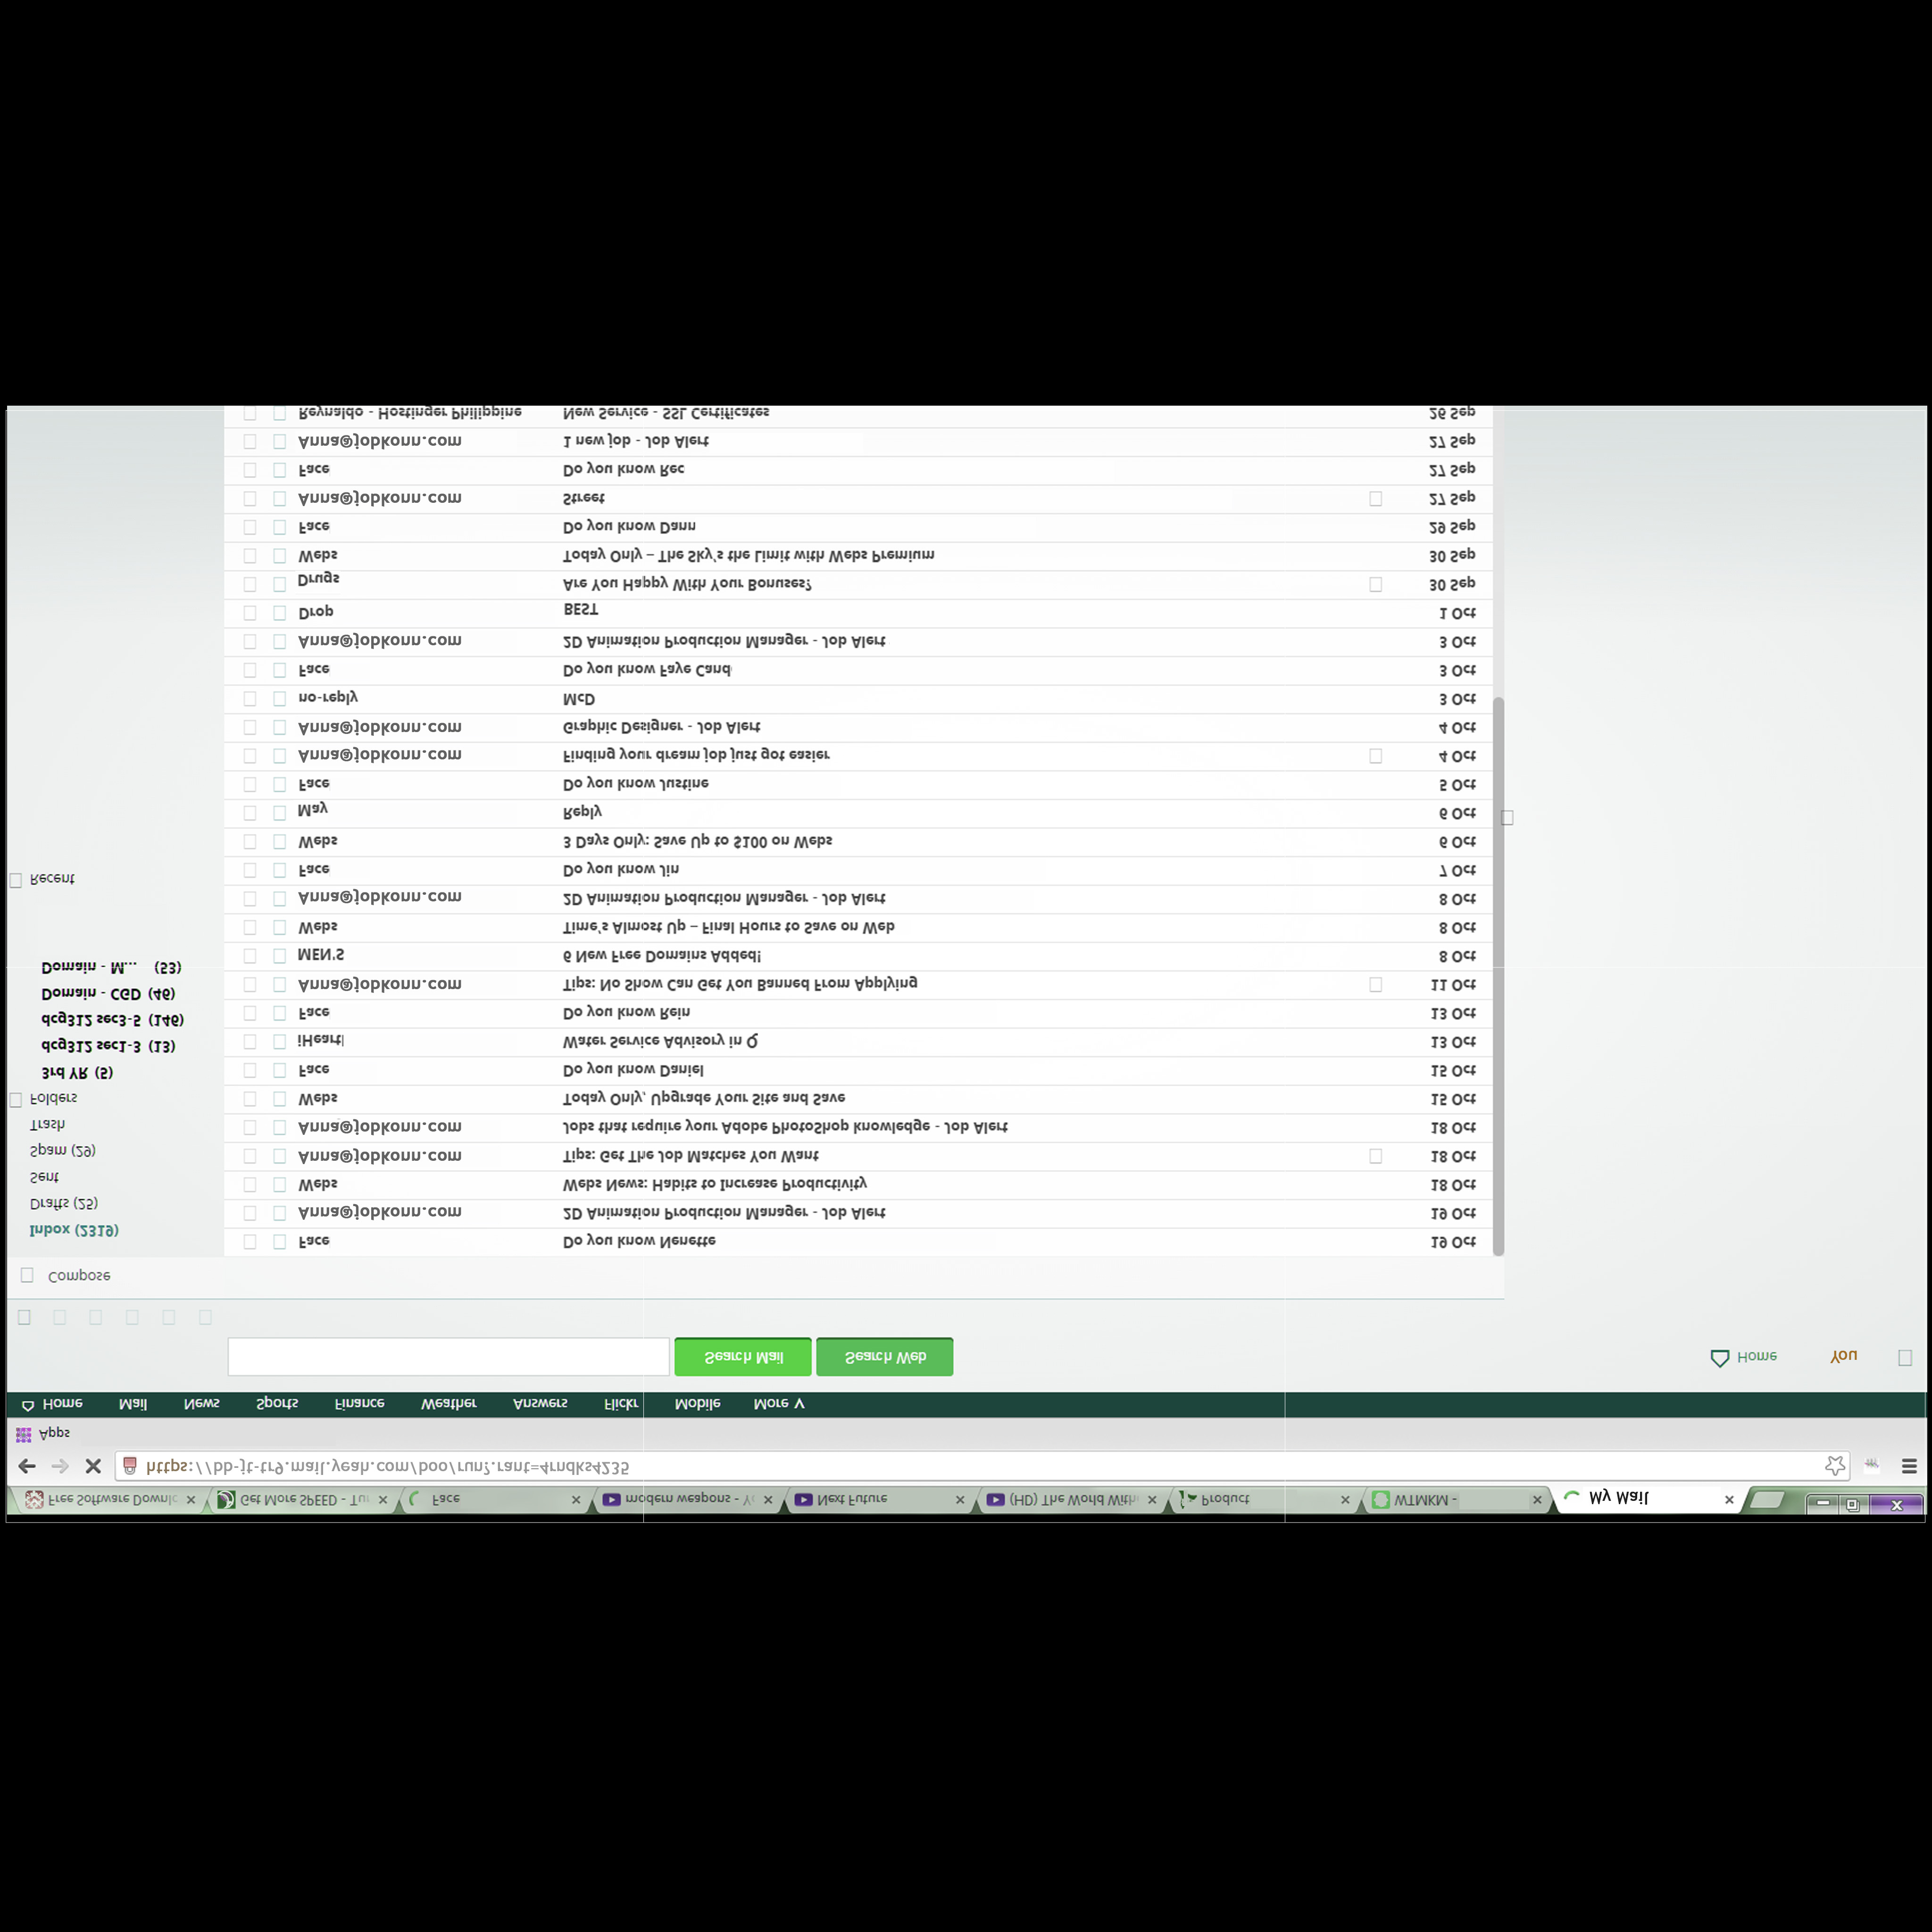 Free Software Downlo
Get More SPEED - Tur
Face
modern weapons - Yo
Next Future
(HD) The World With
Product
WTMKM -
My Mail
https://bb-jt-tr9.mail.yeah.com/boo/run?.rant=4rndks4235
Apps
Home Mail News Sports Finance Weather Answers Flickr Mobile More V
Search Mail
Search Web
Home
You
Compose
Inbox (2319)
Drafts (25)
Sent
Spam (29)
Trash
Folders
3rd YR (5)
dcg312 sec1-3 (13)
dcg312 sec3-5 (146)
Domain - CGD (46)
Domain - M... (53)
Recent
Face Do you know Nenette 19 Oct
Anna@jobkonn.com 2D Animation Production Manager - Job Alert 19 Oct
Webs Webs News: Habits to Increase Productivity 18 Oct
Anna@jobkonn.com Tips: Get The Job Matches You Want 18 Oct
Anna@jobkonn.com Jobs that require your Adobe PhotoShop knowledge - Job Alert 18 Oct
Webs Today Only, Upgrade Your Site and Save 15 Oct
Face Do you know Daniel 15 Oct
iHeart Water Service Advisory in Q 13 Oct
Face Do you know Rein 13 Oct
Anna@jobkonn.com Tips: No Show Can Get You Banned From Applying 11 Oct
MEN'S 6 New Free Domains Added! 8 Oct
Webs Time's Almost Up – Final Hours to Save on Web 8 Oct
Anna@jobkonn.com 2D Animation Production Manager - Job Alert 8 Oct
Face Do you know Jin 7 Oct
Webs 3 Days Only: Save Up to $100 on Webs 6 Oct
May Reply 6 Oct
Face Do you know Justine 5 Oct
Anna@jobkonn.com Finding your dream job just got easier 4 Oct
Anna@jobkonn.com Graphic Designer - Job Alert 4 Oct
no-reply McD 3 Oct
Face Do you know Faye Cand 3 Oct
Anna@jobkonn.com 2D Animation Production Manager - Job Alert 3 Oct
Drop BEST 1 Oct
Drugs Are You Happy With Your Bonuses? 30 Sep
Webs Today Only – The Sky's the Limit with Webs Premium 30 Sep
Face Do you know Dann 29 Sep
Anna@jobkonn.com Street 27 Sep
Face Do you know Rec 27 Sep
Anna@jobkonn.com 1 new job - Job Alert 27 Sep
Reynaldo - Hostinger Philippine New Service - SSL Certificates 26 Sep